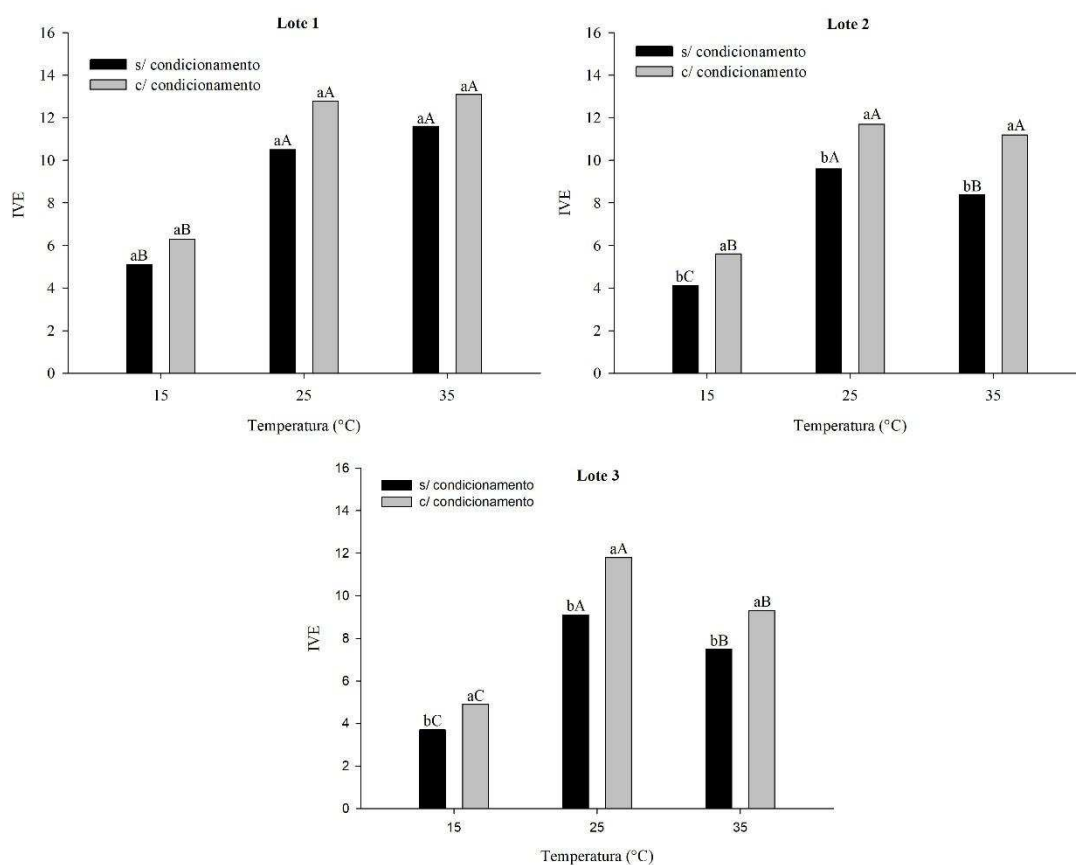 Lote 1
s/ condicionamento
c/ condicionamento
IVE
16
14
12
10
8
6
4
2
0
aB
aB
aA
aA
aA
aA
15
25
35
Temperatura (°C)
Lote 2
s/ condicionamento
c/ condicionamento
IVE
16
14
12
10
8
6
4
2
0
bC
aB
bA
aA
bB
aA
15
25
35
Temperatura (°C)
Lote 3
s/ condicionamento
c/ condicionamento
IVE
16
14
12
10
8
6
4
2
0
bC
aC
bA
aA
bB
aB
15
25
35
Temperatura (°C)